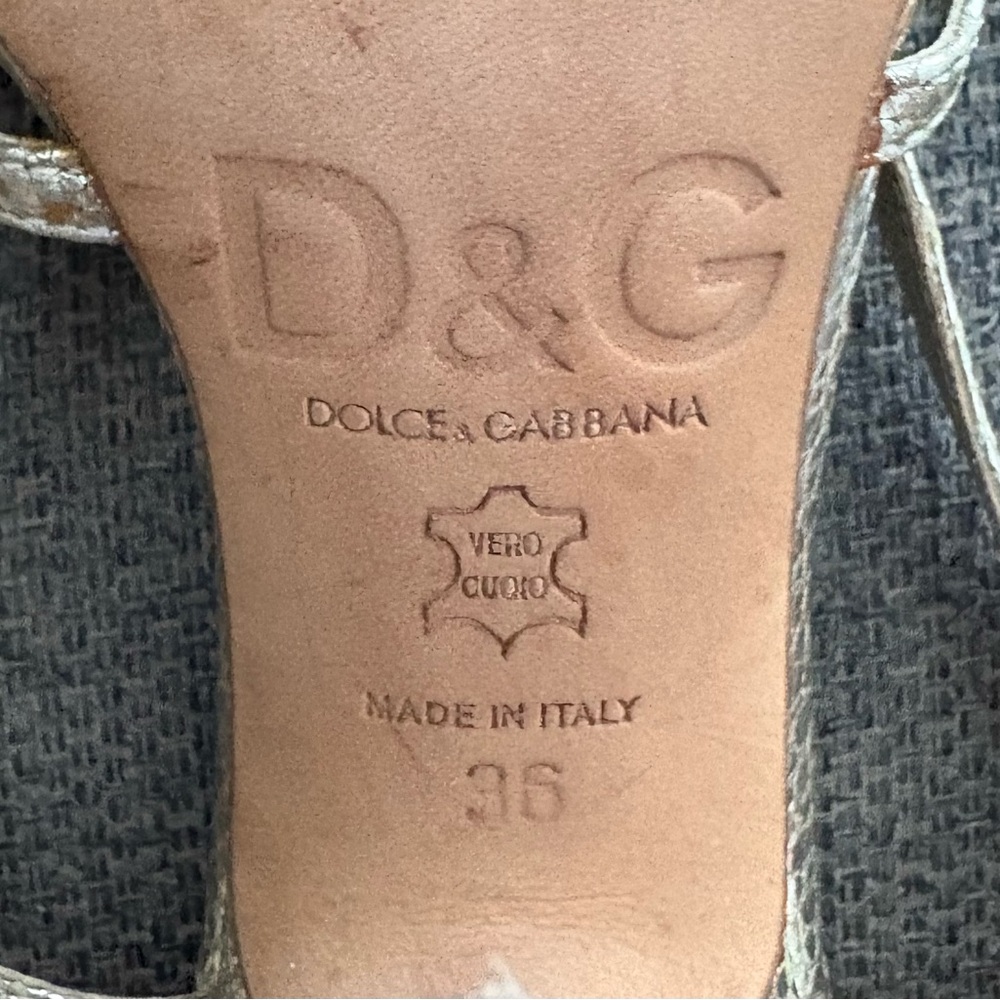 D&G
DOLCE & GABBANA
VERO
CUOIO
MADE IN ITALY
36